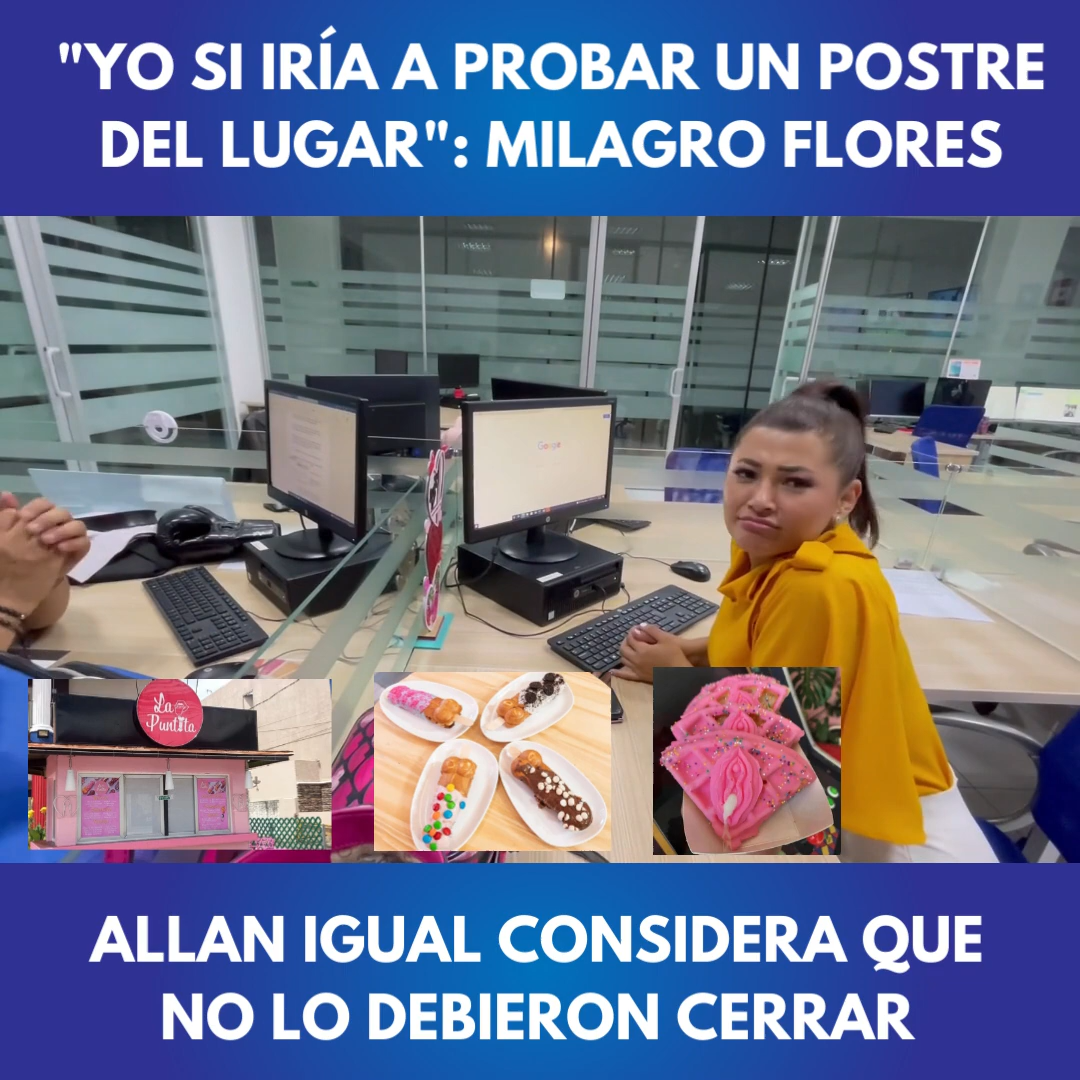 "YO SI IRÍA A PROBAR UN POSTRE
DEL LUGAR": MILAGRO FLORES
Google
La
Puntita
ALLAN IGUAL CONSIDERA QUE
NO LO DEBIERON CERRAR